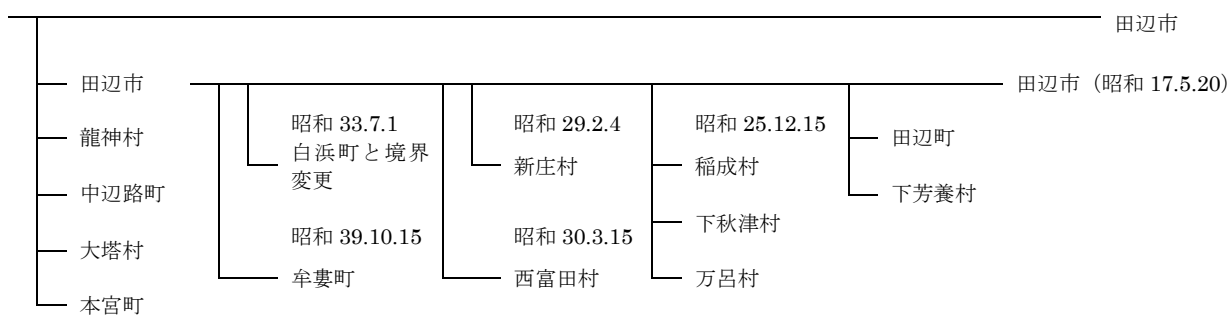 田辺市
田辺市
田辺市（昭和 17.5.20）
龍神村
中辺路町
大塔村
本宮町
昭和 33.7.1
白浜町と境界
変更
昭和 39.10.15
牟婁町
昭和 29.2.4
新庄村
昭和 30.3.15
西富田村
昭和 25.12.15
稲成村
下秋津村
万呂村
田辺町
下芳養村